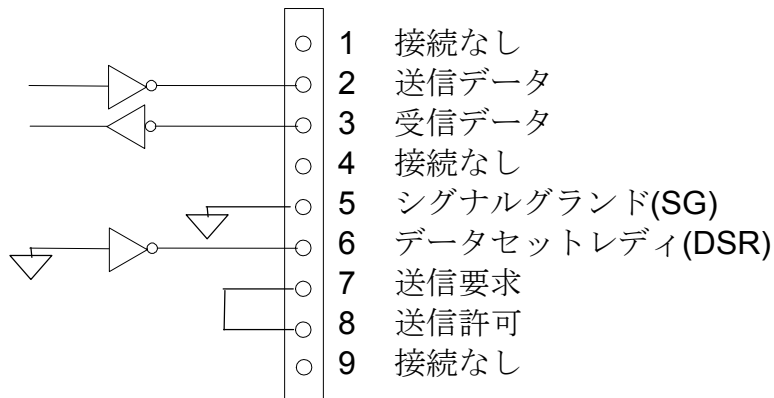 1 接続なし
2 送信データ
3 受信データ
4 接続なし
5 シグナルグランド(SG)
6 データセットレディ(DSR)
7 送信要求
8 送信許可
9 接続なし